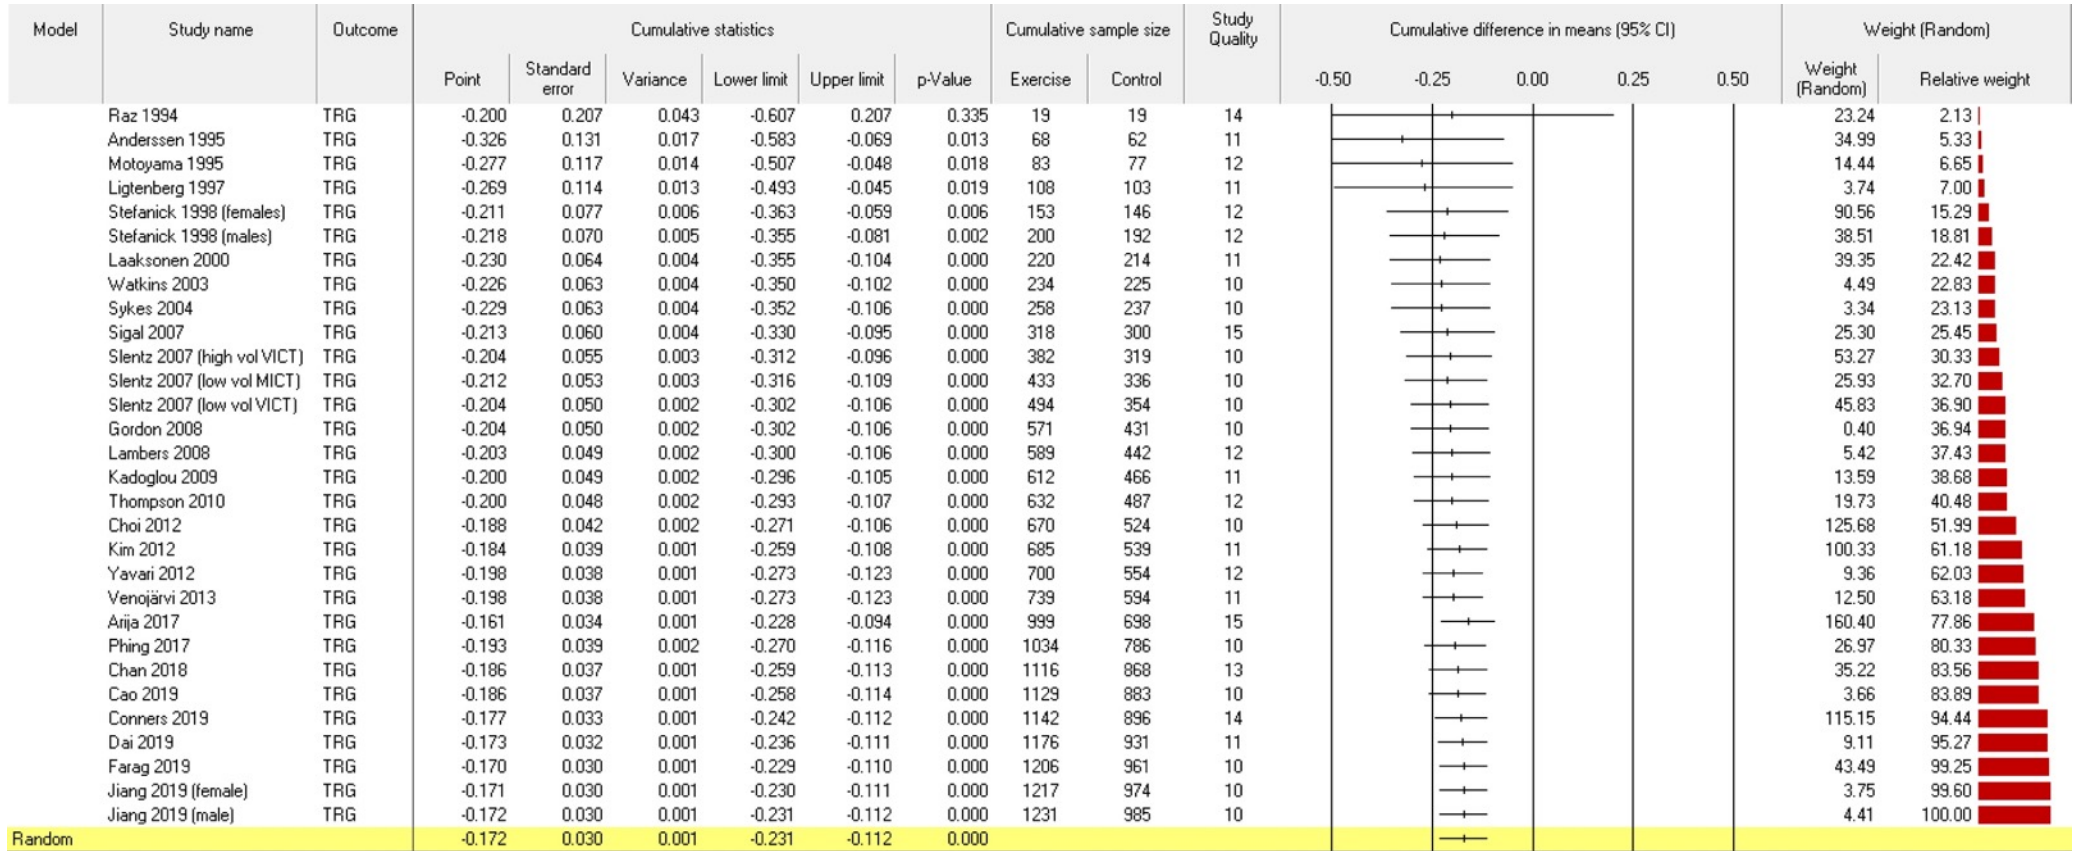 Model Study name Outcome Cumulative statistics Cumulative sample size Study Quality Cumulative difference in means (95% CI) Weight (Random)
Point Standard error Variance Lower limit Upper limit p-Value Exercise Control -0.50 -0.25 0.00 0.25 0.50 Weight (Random) Relative weight
Raz 1994 TRG -0.200 0.207 0.043 -0.607 0.207 0.335 19 19 14 23.24 2.13
Anderssen 1995 TRG -0.326 0.131 0.017 -0.583 -0.069 0.013 68 62 11 34.99 5.33
Motoyama 1995 TRG -0.277 0.117 0.014 -0.507 -0.048 0.018 83 77 12 14.44 6.65
Ligtenberg 1997 TRG -0.269 0.114 0.013 -0.493 -0.045 0.019 108 103 11 3.74 7.00
Stefanick 1998 (females) TRG -0.211 0.077 0.006 -0.363 -0.059 0.006 153 146 12 90.56 15.29
Stefanick 1998 (males) TRG -0.218 0.070 0.005 -0.355 -0.081 0.002 200 192 12 38.51 18.81
Laaksonen 2000 TRG -0.230 0.064 0.004 -0.355 -0.104 0.000 220 214 11 39.35 22.42
Watkins 2003 TRG -0.226 0.063 0.004 -0.350 -0.102 0.000 234 225 10 4.49 22.83
Sykes 2004 TRG -0.229 0.063 0.004 -0.352 -0.106 0.000 258 237 10 3.34 23.13
Sigal 2007 TRG -0.213 0.060 0.004 -0.330 -0.095 0.000 318 300 15 25.30 25.45
Slentz 2007 (high vol VICT) TRG -0.204 0.055 0.003 -0.312 -0.096 0.000 382 319 10 53.27 30.33
Slentz 2007 (low vol MICT) TRG -0.212 0.053 0.003 -0.316 -0.109 0.000 433 336 10 25.93 32.70
Slentz 2007 (low vol VICT) TRG -0.204 0.050 0.002 -0.302 -0.106 0.000 494 354 10 45.83 36.90
Gordon 2008 TRG -0.204 0.050 0.002 -0.302 -0.106 0.000 571 431 10 0.40 36.94
Lambers 2008 TRG -0.203 0.049 0.002 -0.300 -0.106 0.000 589 442 12 5.42 37.43
Kadoglou 2009 TRG -0.200 0.049 0.002 -0.296 -0.105 0.000 612 466 11 13.59 38.68
Thompson 2010 TRG -0.200 0.048 0.002 -0.293 -0.107 0.000 632 487 12 19.73 40.48
Choi 2012 TRG -0.188 0.042 0.002 -0.271 -0.106 0.000 670 524 10 125.68 51.99
Kim 2012 TRG -0.184 0.039 0.001 -0.259 -0.108 0.000 685 539 11 100.33 61.18
Yavari 2012 TRG -0.198 0.038 0.001 -0.273 -0.123 0.000 700 554 12 9.36 62.03
Venojärvi 2013 TRG -0.198 0.038 0.001 -0.273 -0.123 0.000 739 594 11 12.50 63.18
Arija 2017 TRG -0.161 0.034 0.001 -0.228 -0.094 0.000 999 698 15 160.40 77.86
Phing 2017 TRG -0.193 0.039 0.002 -0.270 -0.116 0.000 1034 786 10 26.97 80.33
Chan 2018 TRG -0.186 0.037 0.001 -0.259 -0.113 0.000 1116 868 13 35.22 83.56
Cao 2019 TRG -0.186 0.037 0.001 -0.258 -0.114 0.000 1129 883 10 3.66 83.89
Conners 2019 TRG -0.177 0.033 0.001 -0.242 -0.112 0.000 1142 896 14 115.15 94.44
Dai 2019 TRG -0.173 0.032 0.001 -0.236 -0.111 0.000 1176 931 11 9.11 95.27
Farag 2019 TRG -0.170 0.030 0.001 -0.229 -0.110 0.000 1206 961 10 43.49 99.25
Jiang 2019 (female) TRG -0.171 0.030 0.001 -0.230 -0.111 0.000 1217 974 10 3.75 99.60
Jiang 2019 (male) TRG -0.172 0.030 0.001 -0.231 -0.112 0.000 1231 985 10 4.41 100.00
Random -0.172 0.030 0.001 -0.231 -0.112 0.000